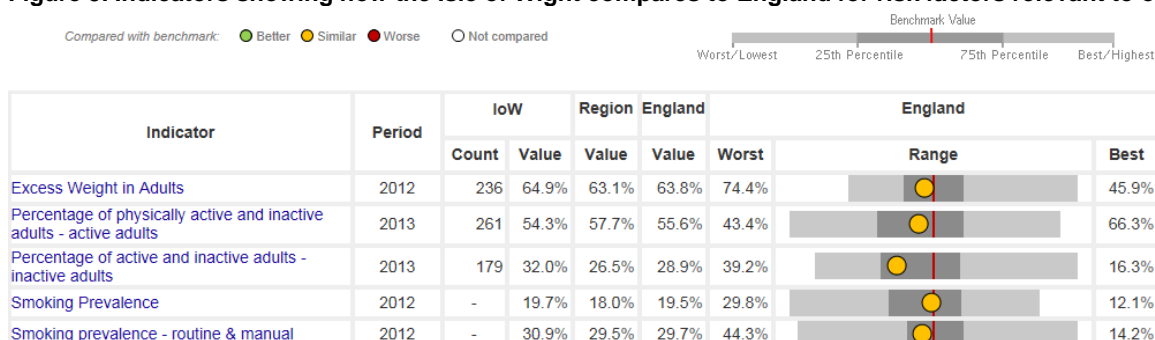 Compared with benchmark: Better Similar Worse Not compared
Benchmark Value
Worst/Lowest 25th Percentile 75th Percentile Best/Highest
Indicator Period IoW Region England England
Count Value Value Value Worst Range Best
Excess Weight in Adults 2012 236 64.9% 63.1% 63.8% 74.4% 45.9%
Percentage of physically active and inactive
adults - active adults 2013 261 54.3% 57.7% 55.6% 43.4% 66.3%
Percentage of active and inactive adults -
inactive adults 2013 179 32.0% 26.5% 28.9% 39.2% 16.3%
Smoking Prevalence 2012 - 19.7% 18.0% 19.5% 29.8% 12.1%
Smoking prevalence - routine & manual 2012 - 30.9% 29.5% 29.7% 44.3% 14.2%